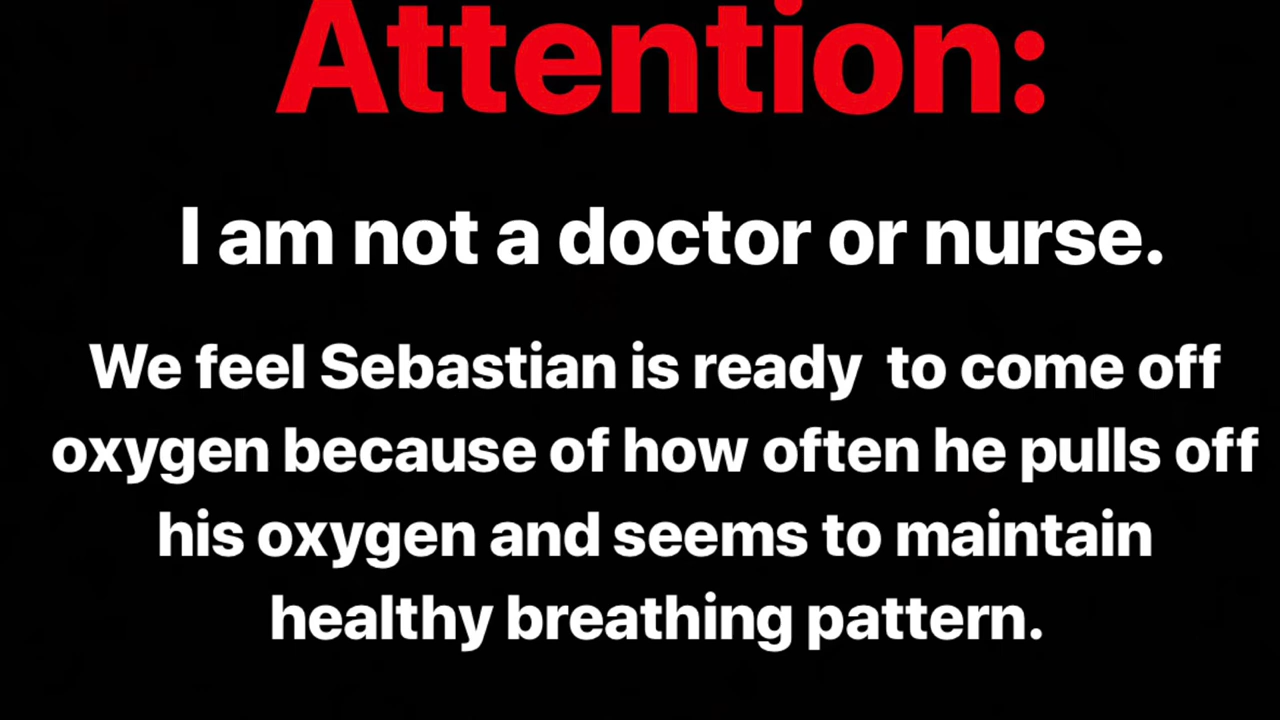 Attention:
I am not a doctor or nurse.
We feel Sebastian is ready  to come off
oxygen because of how often he pulls off
his oxygen and seems to maintain
healthy breathing pattern.